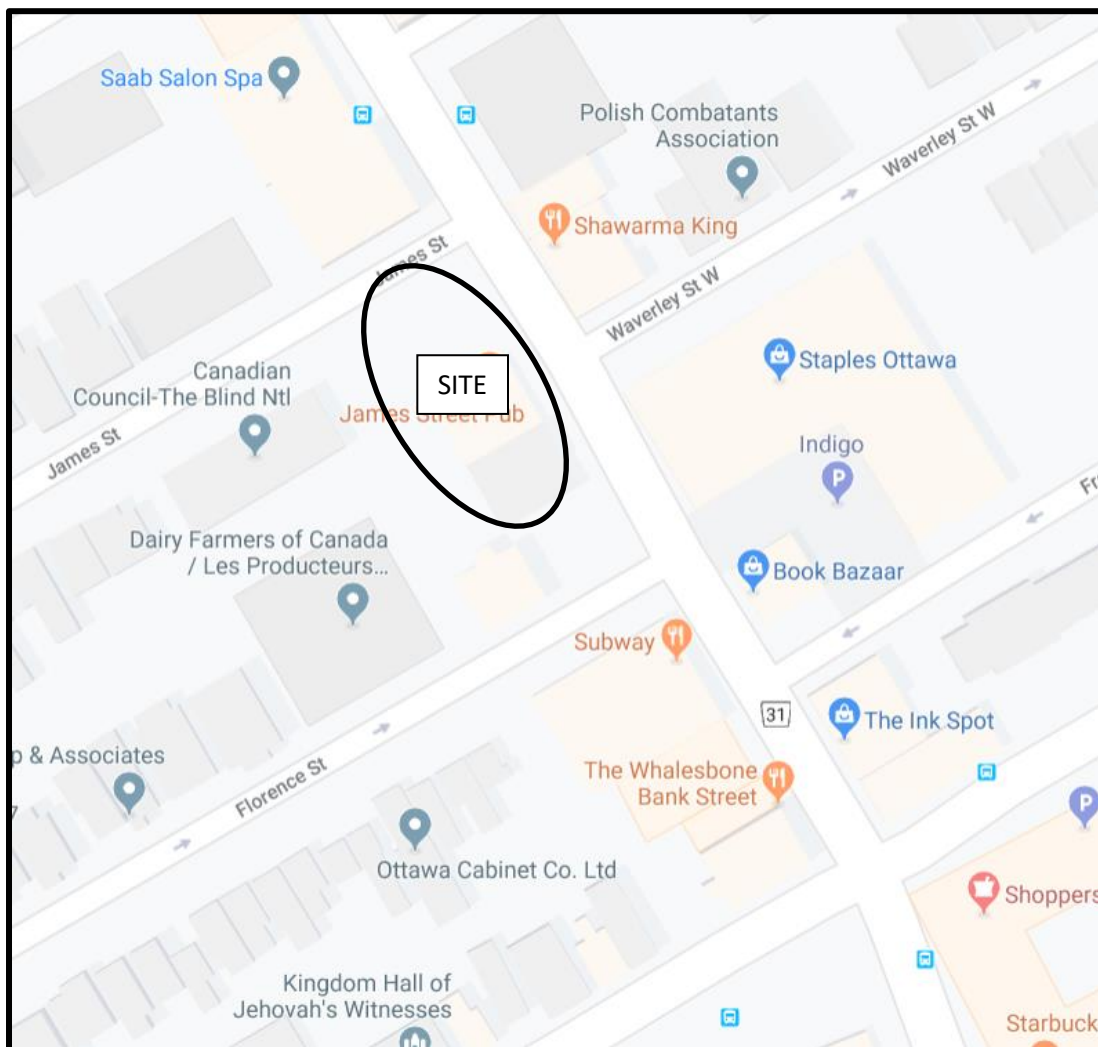 Saab Salon Spa
Polish Combatants
Association
Waverley St W
Shawarma King
James St
Waverley St W
SITE
Staples Ottawa
Canadian
Council-The Blind Ntl
James Street Pub
James St
Indigo
P
Fr
Dairy Farmers of Canada
/ Les Producteurs...
Book Bazaar
Subway
31
The Ink Spot
p & Associates
7
Florence St
The Whalesbone
Bank Street
P
Ottawa Cabinet Co. Ltd
Shoppers
Kingdom Hall of
Jehovah's Witnesses
Starbuck